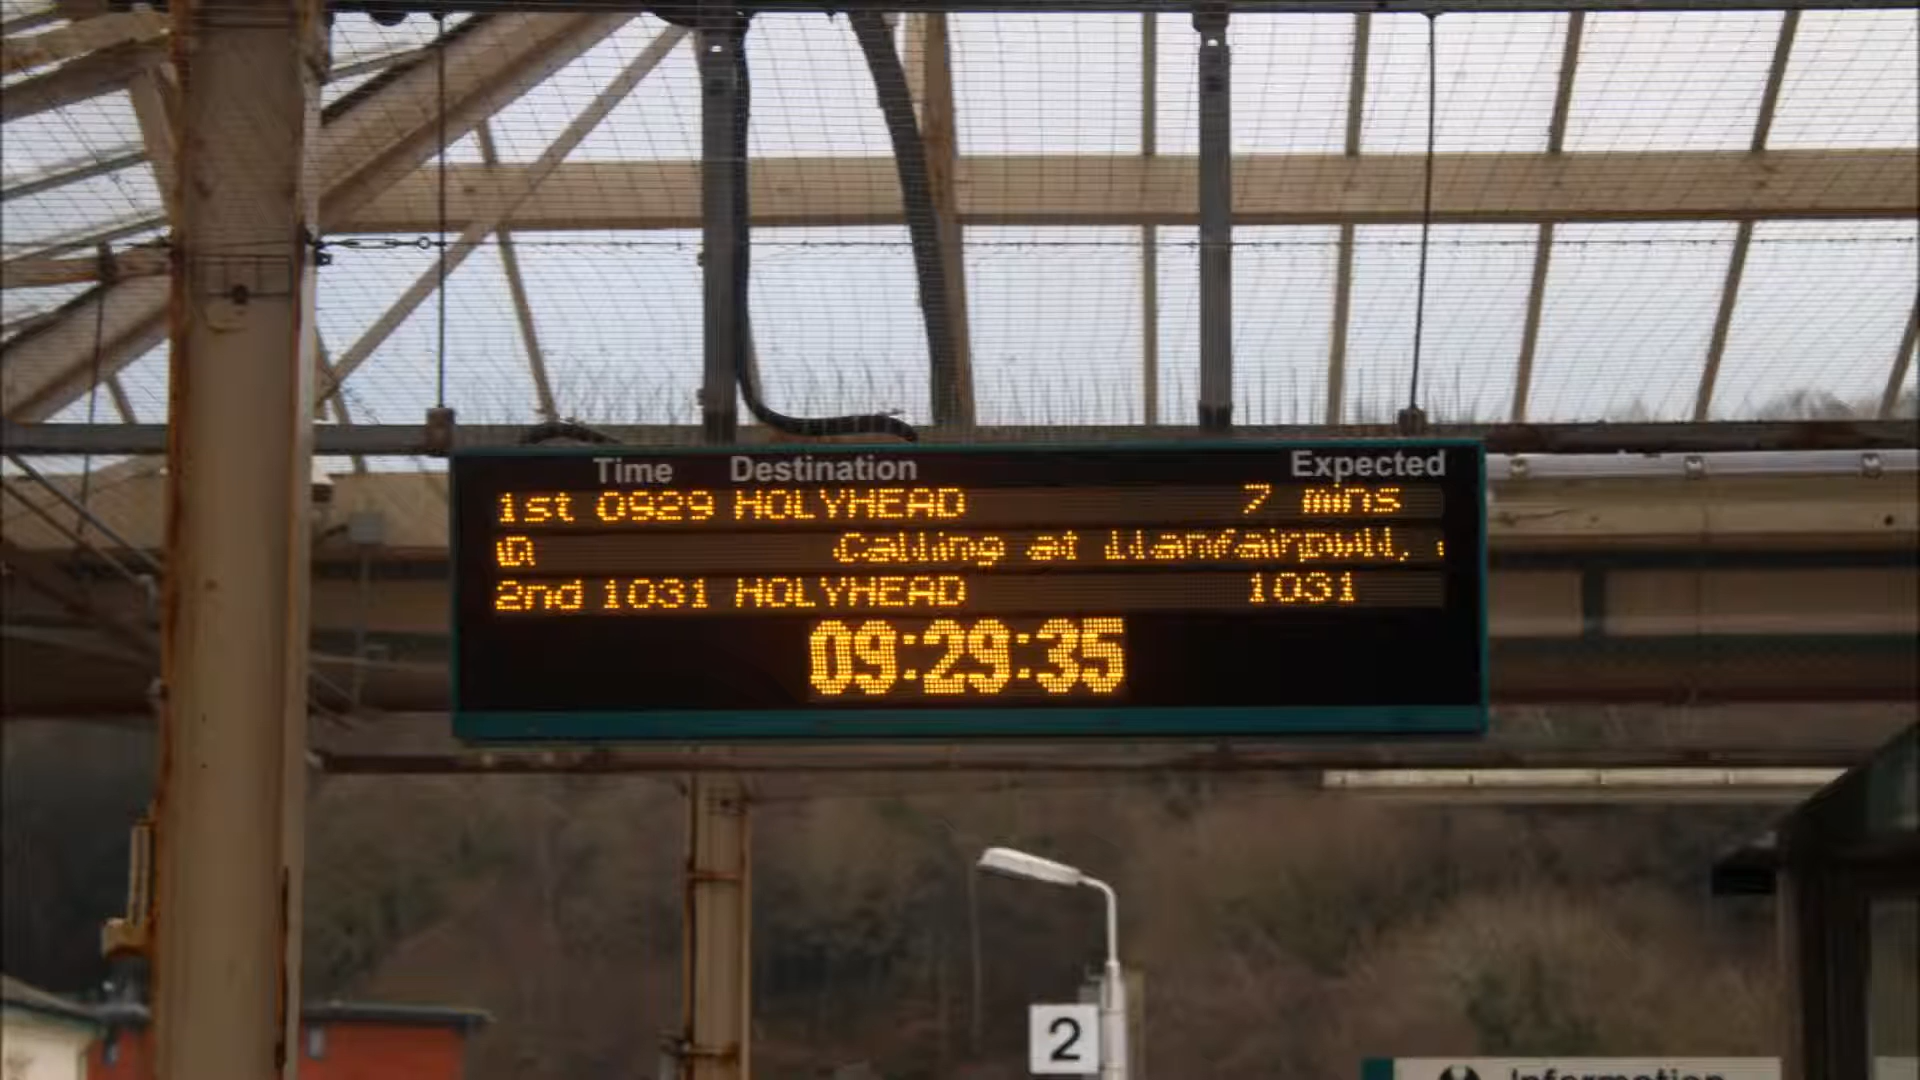 Time Destination Expected
1st 0929 HOLYHEAD 7 mins
Calling at Llanfairpwll,
2nd 1031 HOLYHEAD 1031
09:29:35
2
Information